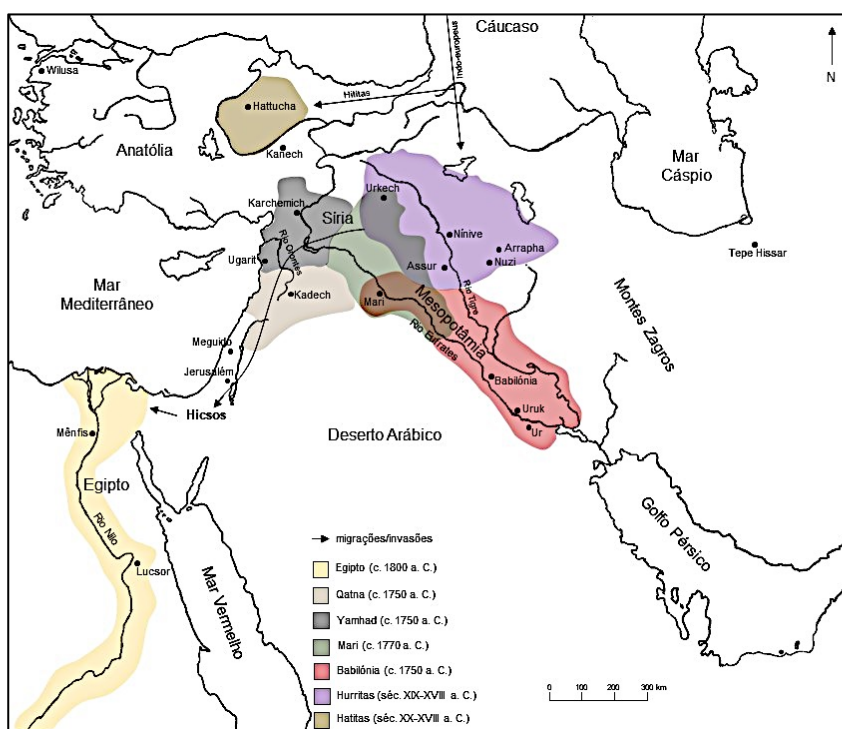 Cáucaso
N
Wilusa
Indo-europeus
Hititas
Hattucha
Anatólia
Kanech
Mar
Cáspio
Urkech
Karchemich
Síria
Nínive
Arrapha
Tepe Hissar
Rio Orontes
Ugarit
Assur
Nuzi
Mar
Mediterrâneo
Kadech
Mari
Rio Tigre
Mesopotâmia
Montes Zagros
Rio Eufrates
Meguido
Jerusalém
Babilónia
Hicsos
Uruk
Mênfis
Deserto Arábico
Ur
Egipto
Rio Nilo
Golfo Pérsico
Lucsor
Mar Vermelho
migrações/invasões
Egipto (c. 1800 a. C.)
Qatna (c. 1750 a. C.)
Yamhad (c. 1750 a. C.)
Mari (c. 1770 a. C.)
Babilónia (c. 1750 a. C.)
Hurritas (séc. XIX-XVIII a. C.)
Hatitas (séc. XX-XVIII a. C.)
0 100 200 300 km